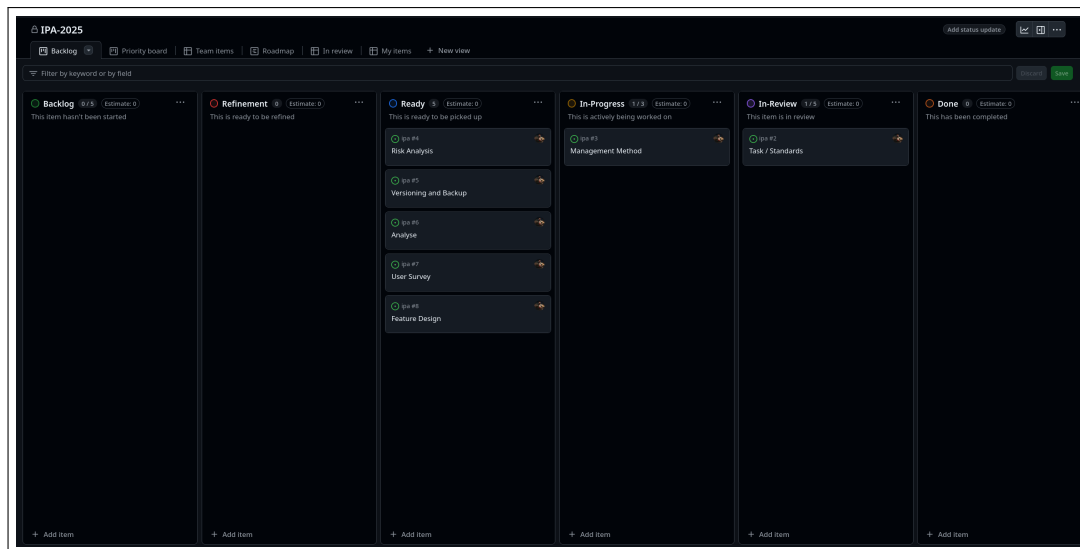 IPA-2025
Add status update
Backlog
Priority board
Team items
Roadmap
In review
My items
+ New view
Filter by keyword or by field
Discard
Save
Backlog 0 / 5 Estimate: 0
This item hasn't been started
+ Add item
Refinement 0 Estimate: 0
This is ready to be refined
+ Add item
Ready 5 Estimate: 0
This is ready to be picked up
ipa #4
Risk Analysis
ipa #5
Versioning and Backup
ipa #6
Analyse
ipa #7
User Survey
ipa #8
Feature Design
+ Add item
In-Progress 1 / 3 Estimate: 0
This is actively being worked on
ipa #3
Management Method
+ Add item
In-Review 1 / 5 Estimate: 0
This item is in review
ipa #2
Task / Standards
+ Add item
Done 0 Estimate: 0
This has been completed
+ Add item